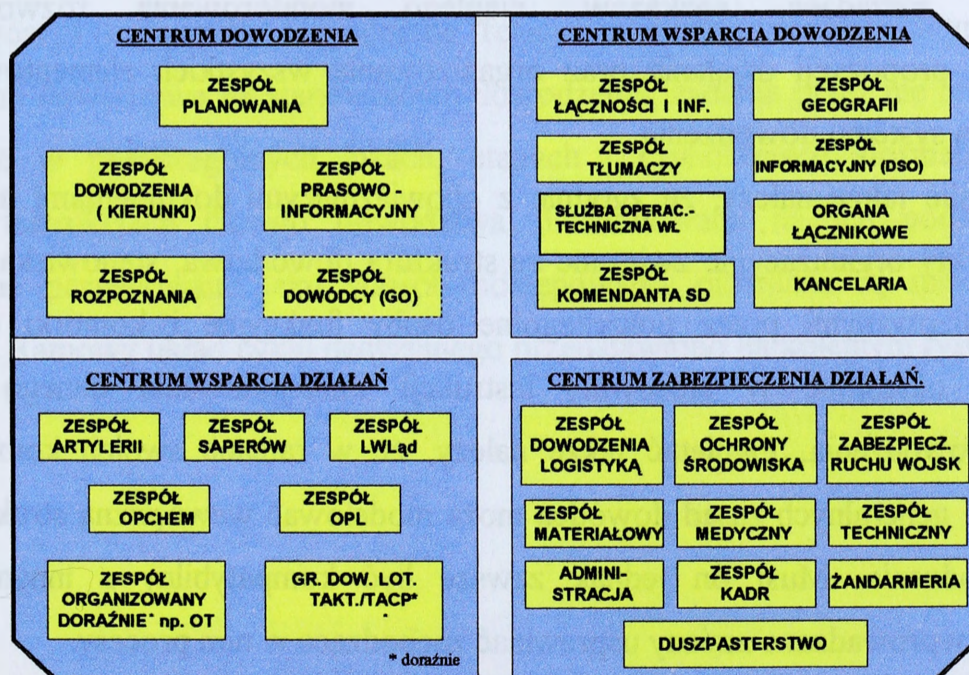 CENTRUM DOWODZENIA
ZESPÓŁ
PLANOWANIA
ZESPÓŁ
DOWODZENIA
( KIERUNKI)
ZESPÓŁ
PRASOWO -
INFORMACYJNY
ZESPÓŁ
ROZPOZNANIA
ZESPÓŁ
DOWÓDCY (GO)
CENTRUM WSPARCIA DOWODZENIA
ZESPÓŁ
ŁĄCZNOŚCI I INF.
ZESPÓŁ
GEOGRAFII
ZESPÓŁ
TŁUMACZY
ZESPÓŁ
INFORMACYJNY (DSO)
SŁUŻBA OPERAC.-
TECHNICZNA WŁ
ORGANA
ŁĄCZNIKOWE
ZESPÓŁ
KOMENDANTA SD
KANCELARIA
CENTRUM WSPARCIA DZIAŁAŃ
ZESPÓŁ
ARTYLERII
ZESPÓŁ
SAPERÓW
ZESPÓŁ
LWLąd
ZESPÓŁ
OPCHEM
ZESPÓŁ
OPL
ZESPÓŁ
ORGANIZOWANY
DORAŹNIE* np. OT
GR. DOW. LOT.
TAKT./TACP*
* doraźnie
CENTRUM ZABEZPIECZENIA DZIAŁAŃ.
ZESPÓŁ
DOWODZENIA
LOGISTYKĄ
ZESPÓŁ
OCHRONY
ŚRODOWISKA
ZESPÓŁ
ZABEZPIECZ.
RUCHU WOJSK
ZESPÓŁ
MATERIAŁOWY
ZESPÓŁ
MEDYCZNY
ZESPÓŁ
TECHNICZNY
ADMINI-
STRACJA
ZESPÓŁ
KADR
ŻANDARMERIA
DUSZPASTERSTWO